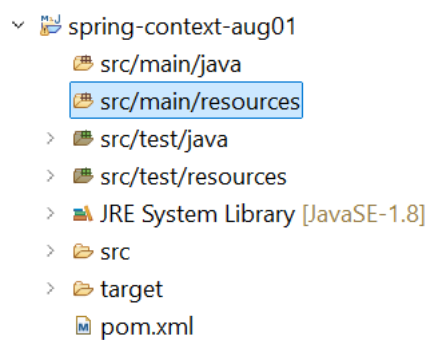 spring-context-aug01
src/main/java
src/main/resources
src/test/java
src/test/resources
JRE System Library [JavaSE-1.8]
src
target
pom.xml